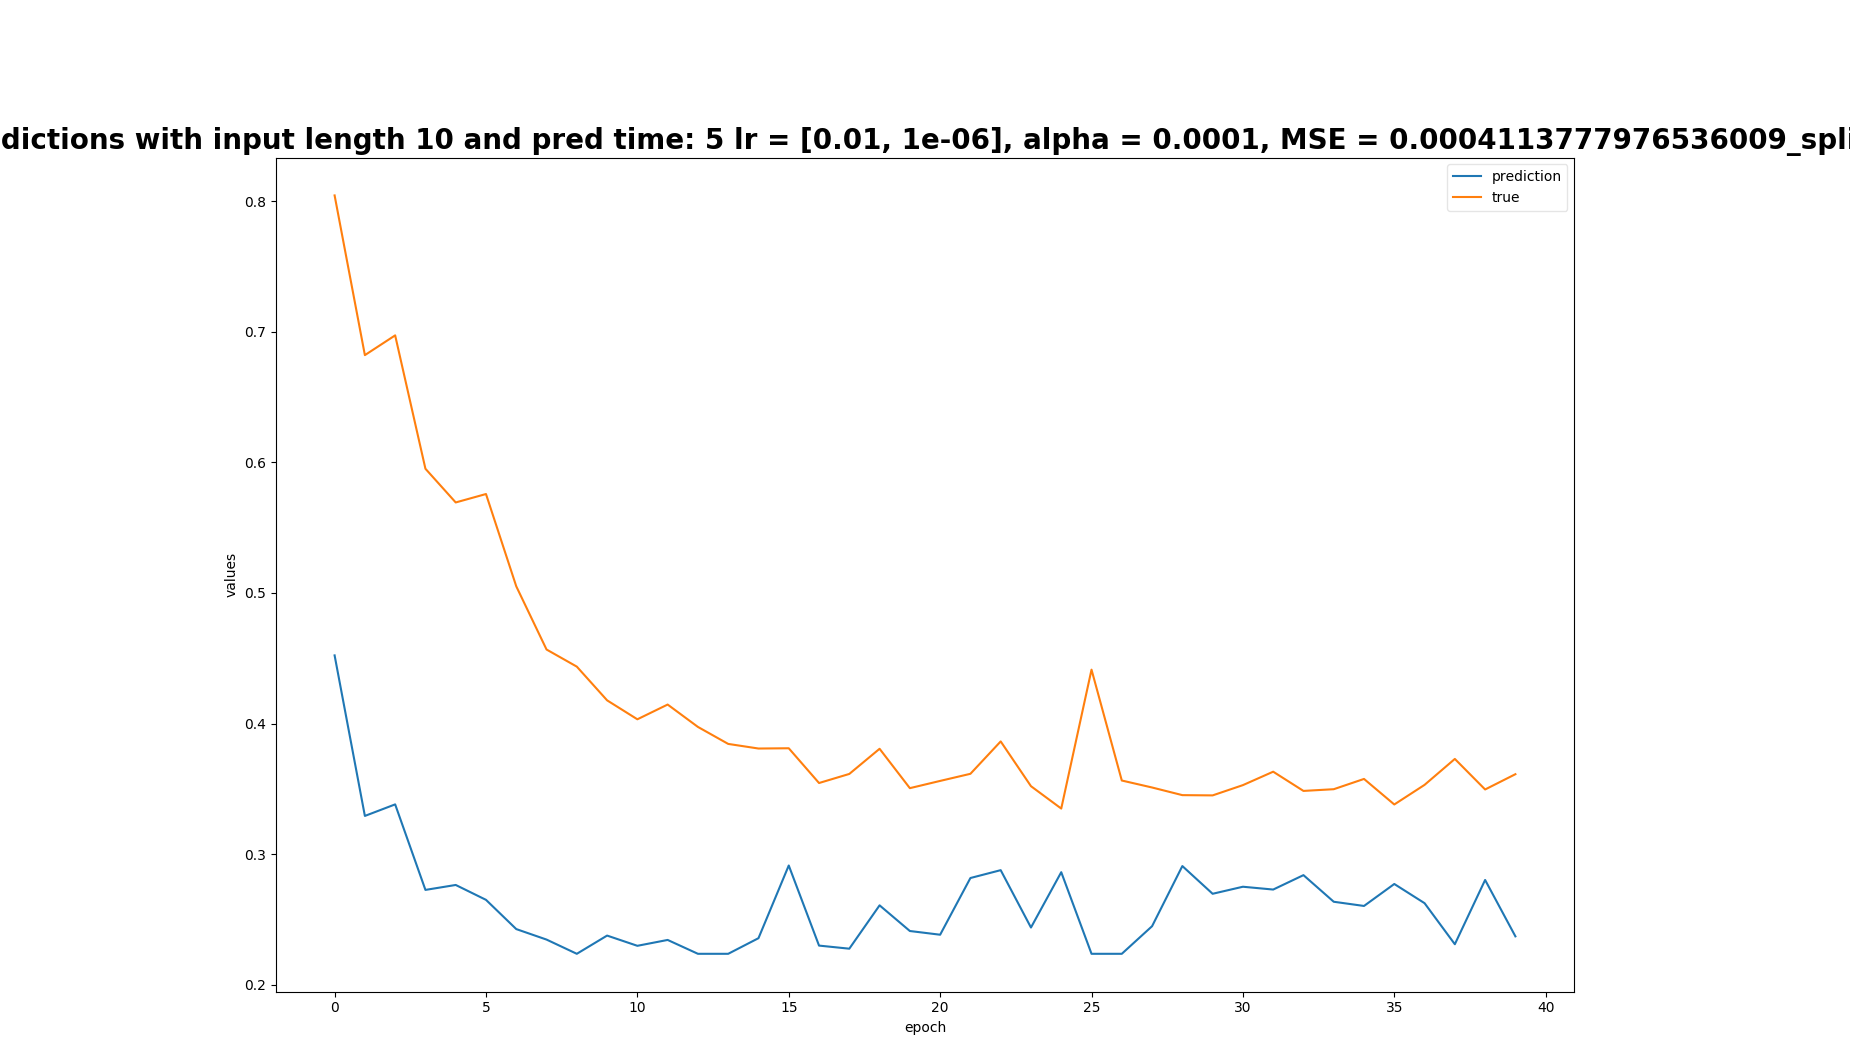 dictions with input length 10 and pred time: 5 lr = [0.01, 1e-06], alpha = 0.0001, MSE = 0.0004113777976536009_spli
prediction
true
0.8
0.7
0.6
0.5
0.4
0.3
0.2
values
0 5 10 15 20 25 30 35 40
epoch